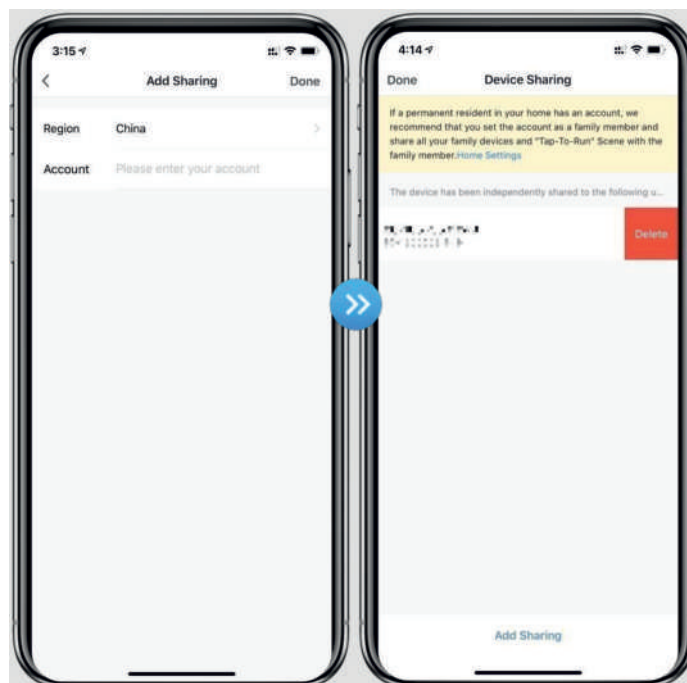 3:15
Add Sharing
Done
Region
China
Account
Please enter your account
4:14
Done
Device Sharing
If a permanent resident in your home has an account, we
recommend that you set the account as a family member and
share all your family devices and "Tap-To-Run" Scene with the
family member.Home Settings
The device has been independently shared to the following u...
Delete
Add Sharing